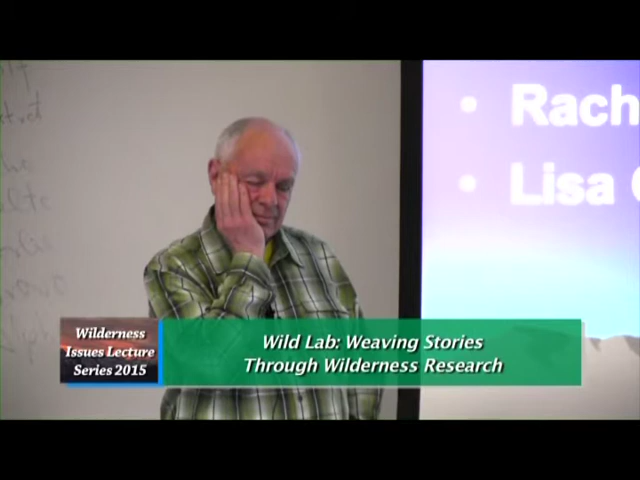 • Rach
• Lisa
Wilderness
Issues Lecture
Series 2015
Wild Lab: Weaving Stories
Through Wilderness Research